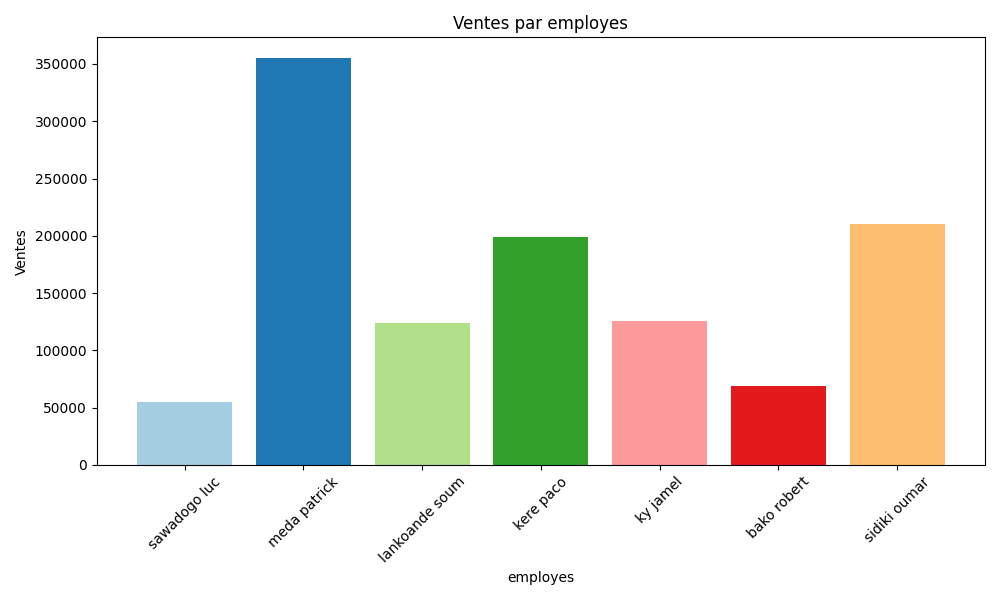 Ventes par employes
350000
300000
250000
200000
150000
100000
50000
0
Ventes
sawadogo luc
meda patrick
lankoande soum
kere paco
ky jamel
bako robert
sidiki oumar
employes